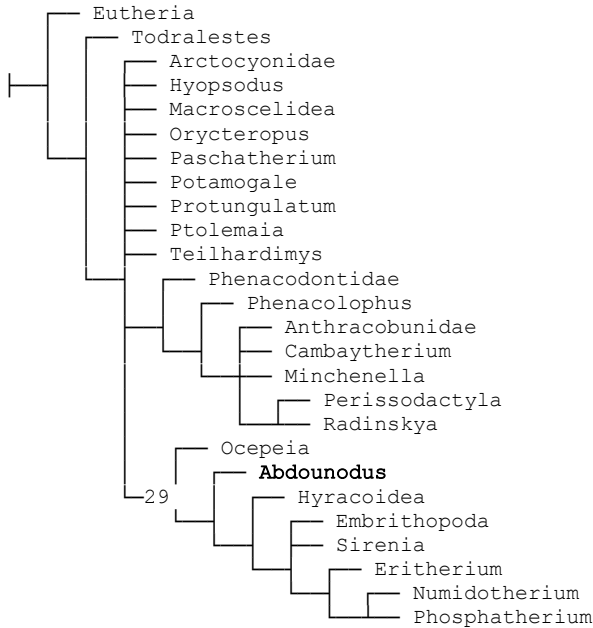 Eutheria
Todralestes
Arctocyonidae
Hyopsodus
Macroscelidea
Orycteropus
Paschatherium
Potamogale
Protungulatum
Ptolemaia
Teilhardimys
Phenacodontidae
Phenacolophus
Anthracobunidae
Cambaytherium
Minchenella
Perissodactyla
Radinskya
Ocepeia
Abdounodus
29 Hyracoidea
Embrithopoda
Sirenia
Eritherium
Numidotherium
Phosphatherium